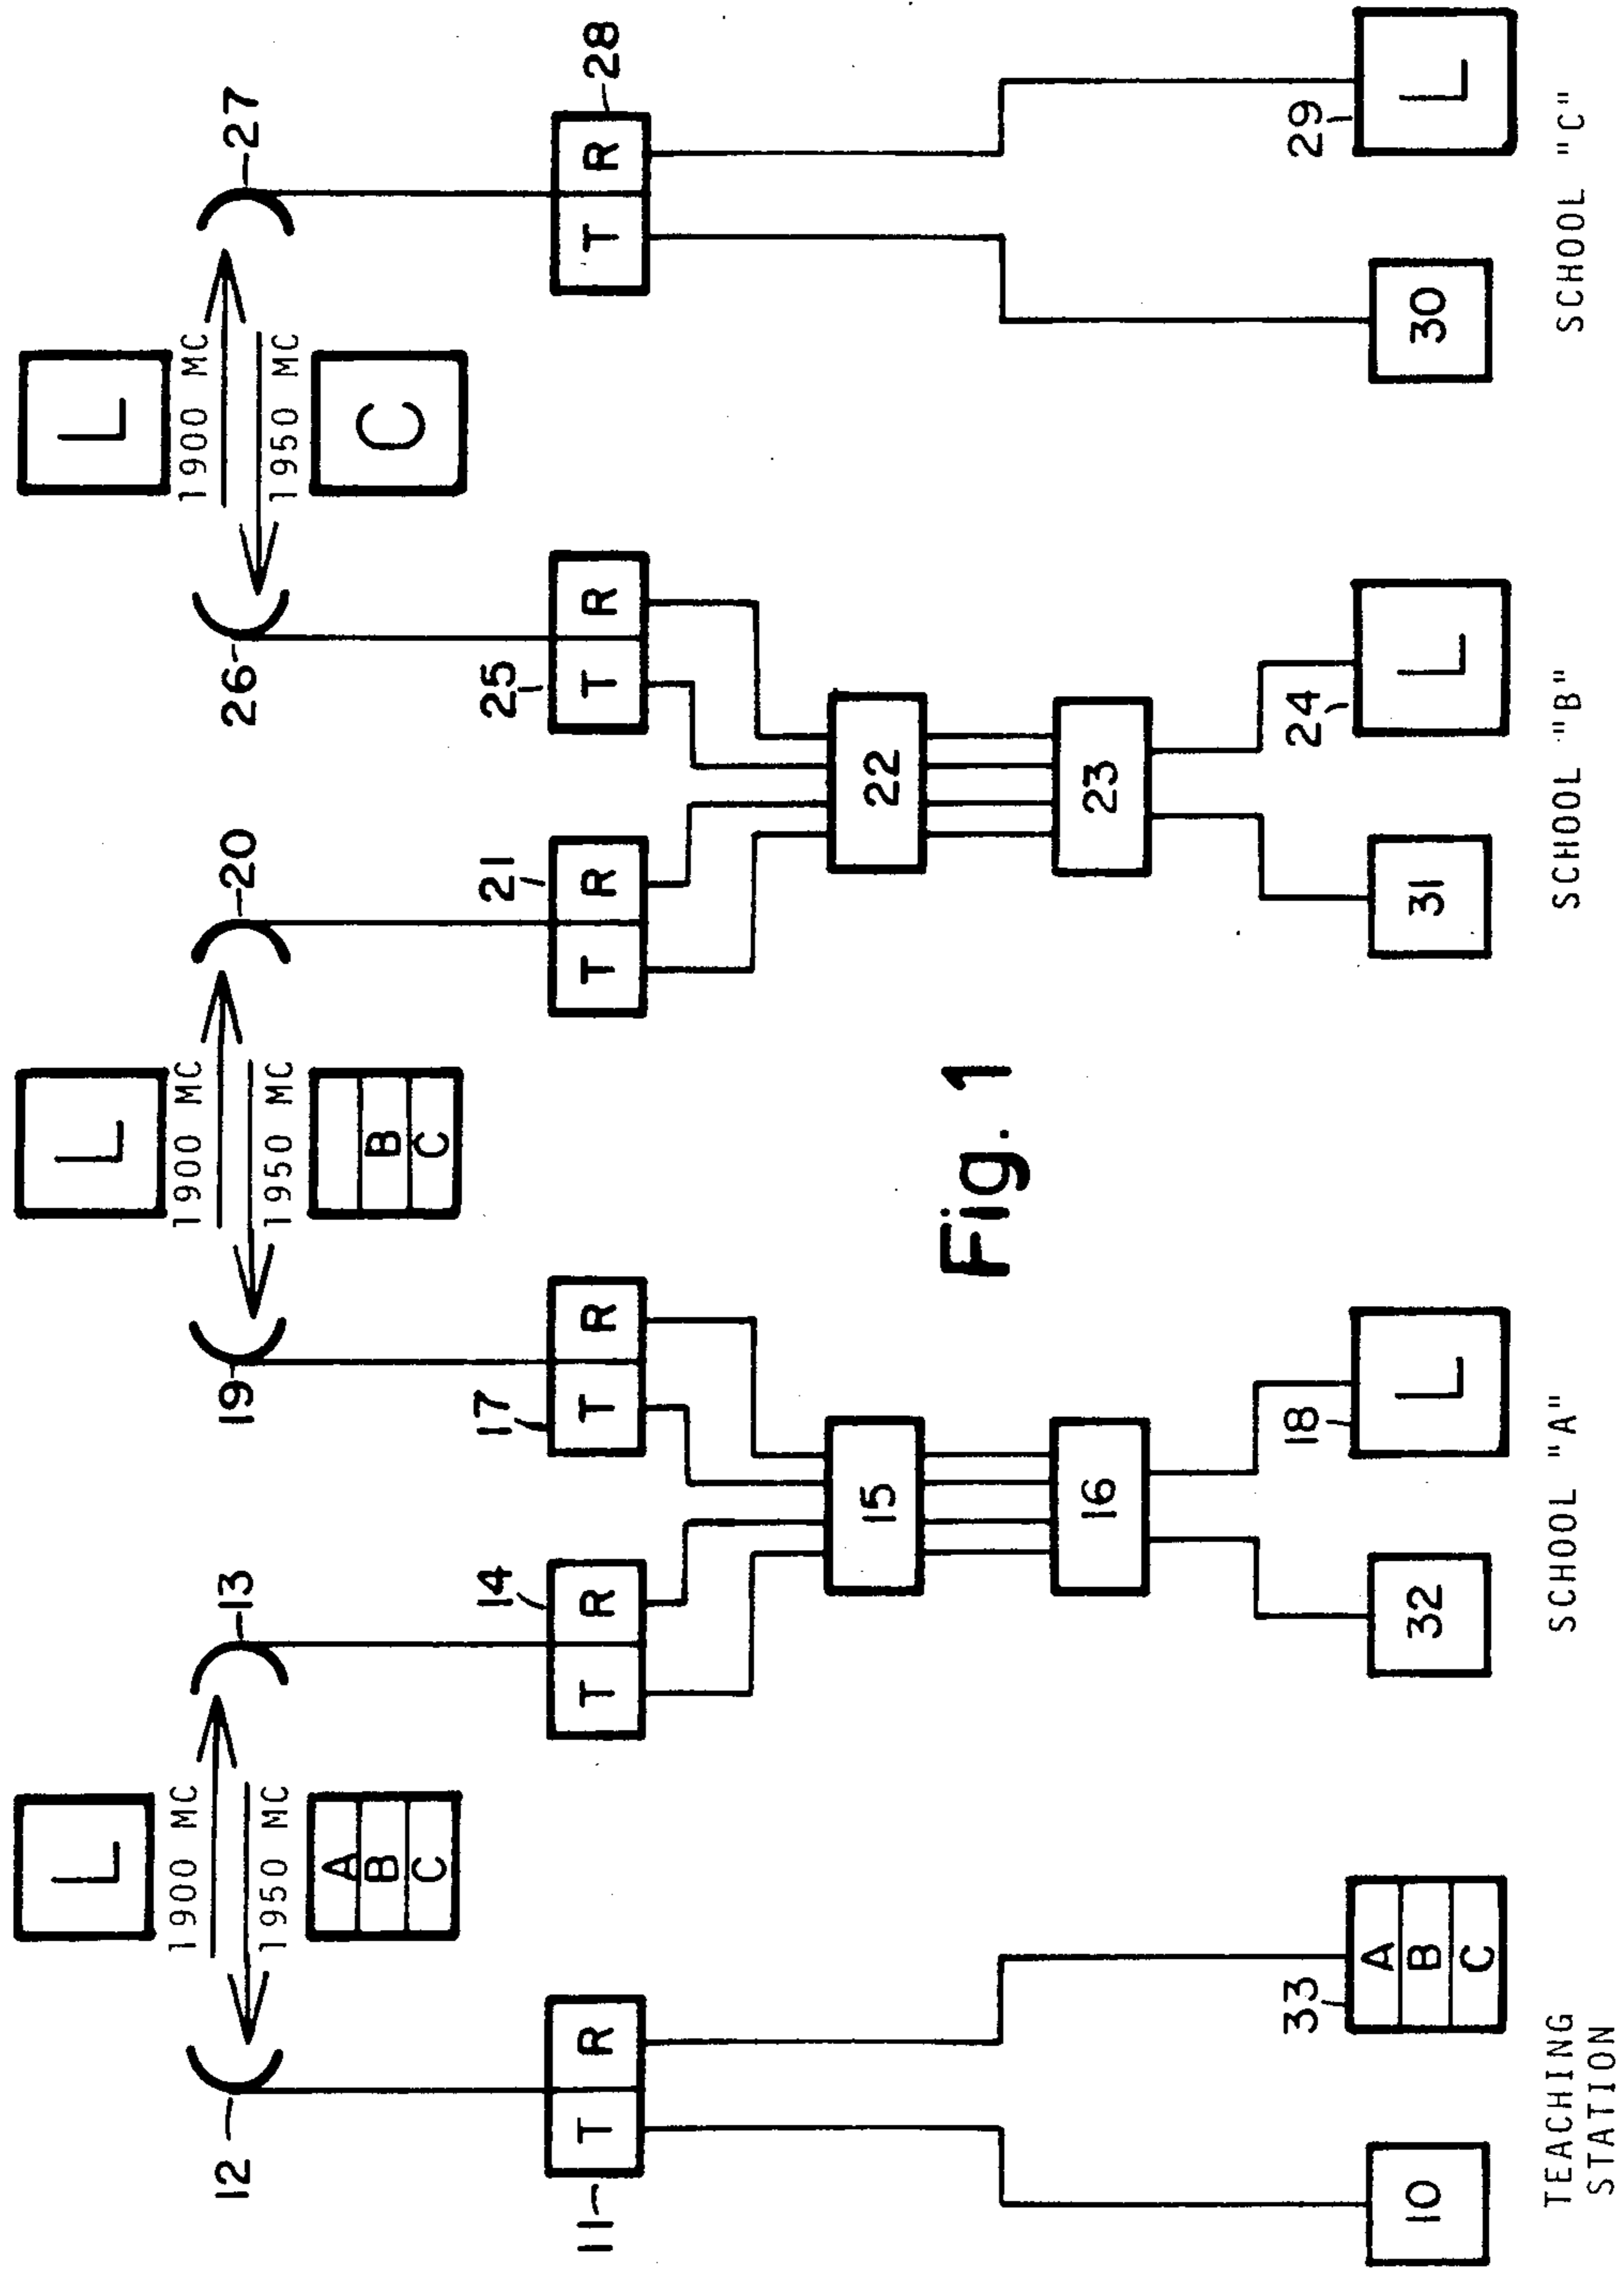 L
L
L
1900 MC
1900 MC
1900 MC
1950 MC
1950 MC
1950 MC
A
B
C
B
C
C
12
13
19
20
26
27
11
T R
14
T R
17
T R
21
T R
25
T R
28
T R
15
22
16
23
Fig. 1
10
33
A
B
C
32
18
L
31
24
L
30
29
L
TEACHING
STATION
SCHOOL "A"
SCHOOL "B"
SCHOOL "C"